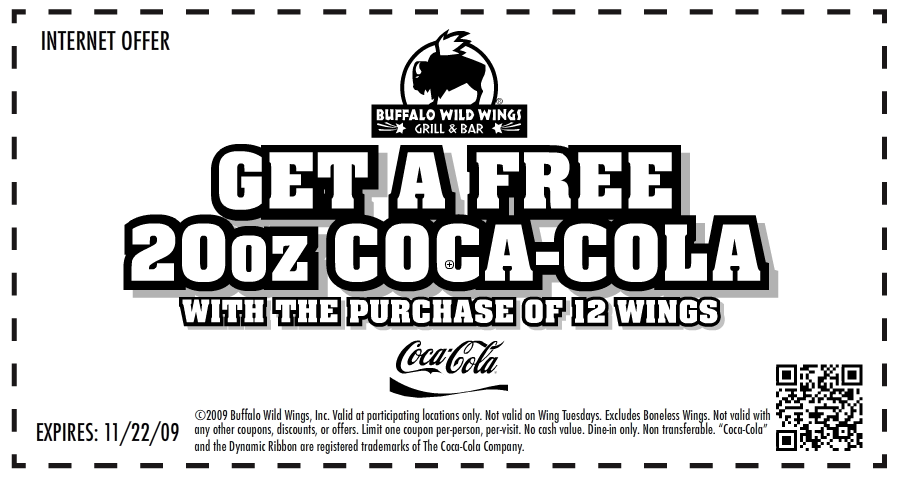 INTERNET OFFER
BUFFALO WILD WINGS
®
GRILL & BAR
GET A FREE
20oz COCA-COLA
WITH THE PURCHASE OF 12 WINGS
Coca-Cola
EXPIRES: 11/22/09
©2009 Buffalo Wild Wings, Inc. Valid at participating locations only. Not valid on Wing Tuesdays. Excludes Boneless Wings. Not valid with
any other coupons, discounts, or offers. Limit one coupon per-person, per-visit. No cash value. Dine-in only. Non transferable. “Coca-Cola”
and the Dynamic Ribbon are registered trademarks of The Coca-Cola Company.